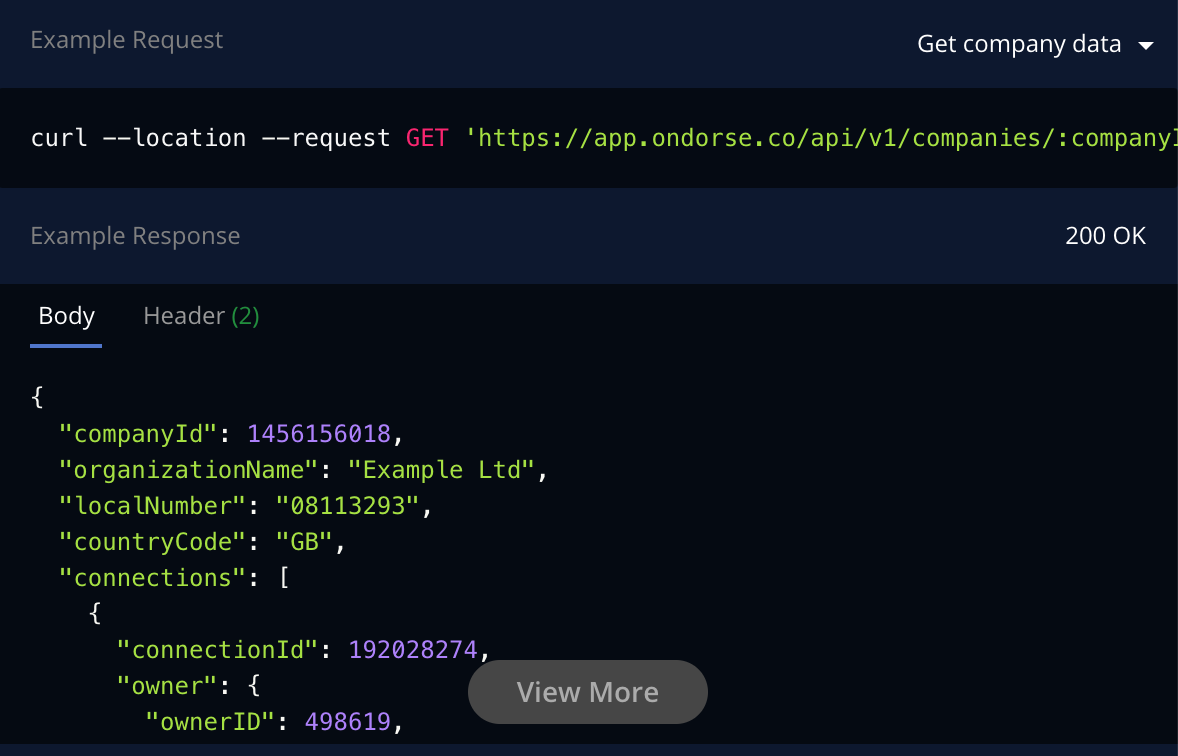 Example Request
Get company data
curl --location --request GET 'https://app.ondorse.co/api/v1/companies/:company
Example Response
200 OK
Body Header (2)
{
"companyId": 1456156018,
"organizationName": "Example Ltd",
"localNumber": "08113293",
"countryCode": "GB",
"connections": [
{
"connectionId": 192028274,
"owner": {
View More
"ownerID": 498619,